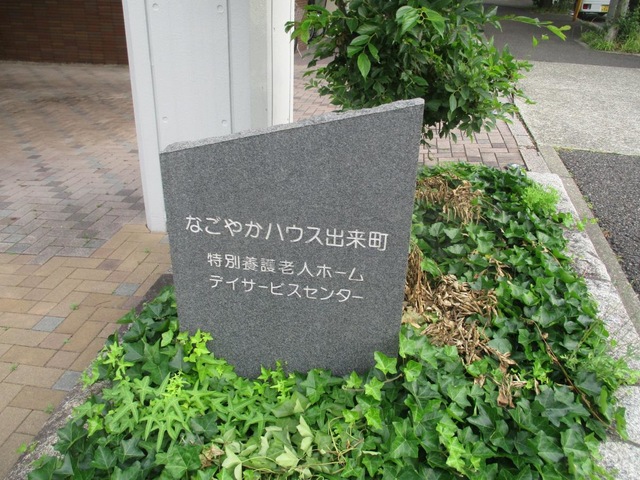 なごやかハウス出来町
特別養護老人ホーム
デイサービスセンター